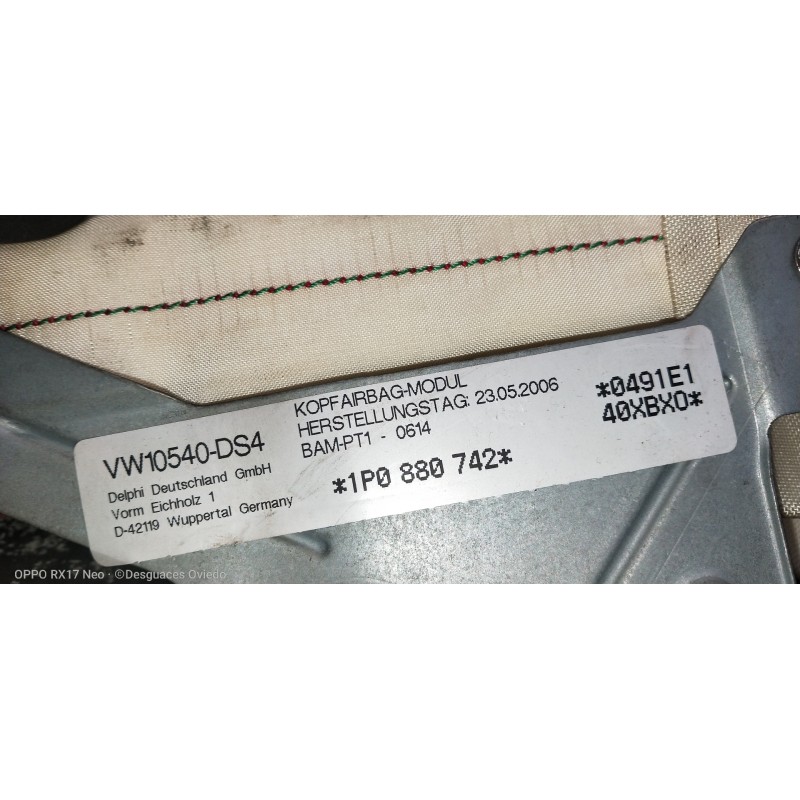 VW10540-DS4
Delphi Deutschland GmbH
Vorm Eichholz 1
D-42119 Wuppertal Germany
KOPFAIRBAG-MODUL
HERSTELLUNGSTAG: 23.05.2006
BAM-PT1 - 0614
*1P0 880 742*
*0491E1
40XBX0*
OPPO RX17 Neo · ©Desguaces Oviedo